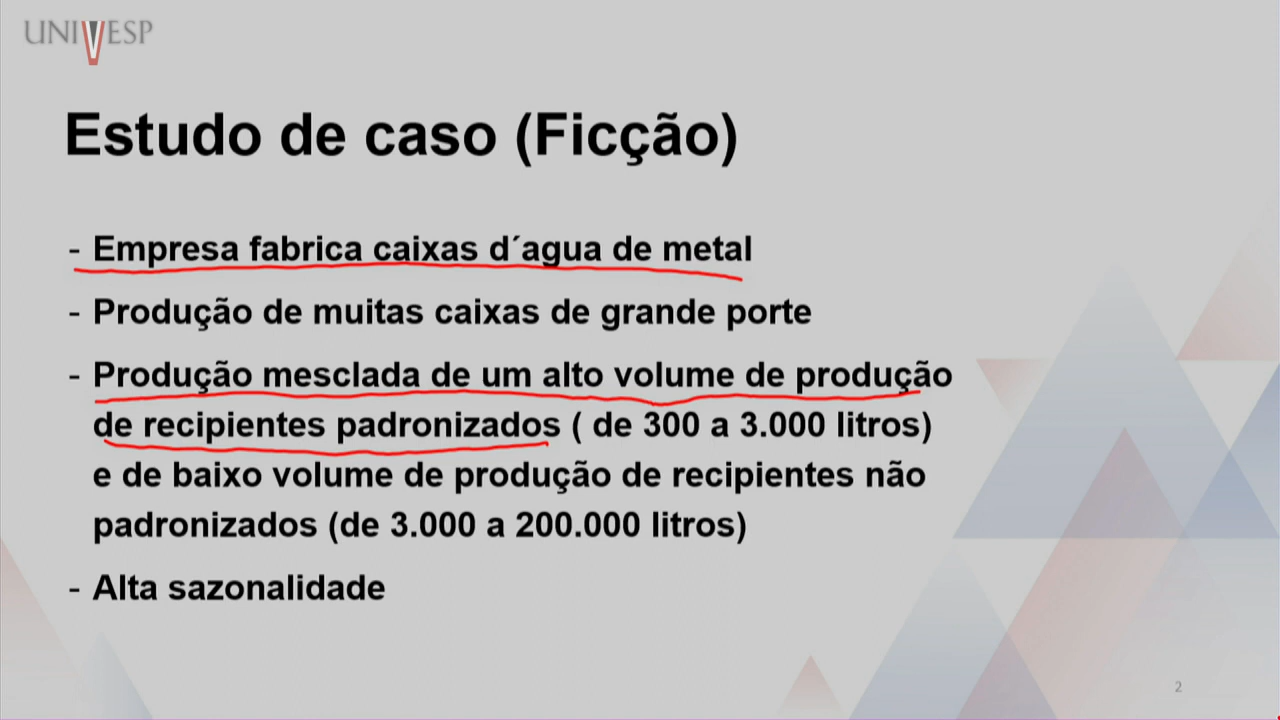 UNIVESP
Estudo de caso (Ficção)
- Empresa fabrica caixas d´agua de metal
- Produção de muitas caixas de grande porte
- Produção mesclada de um alto volume de produção
de recipientes padronizados ( de 300 a 3.000 litros)
e de baixo volume de produção de recipientes não
padronizados (de 3.000 a 200.000 litros)
- Alta sazonalidade
2